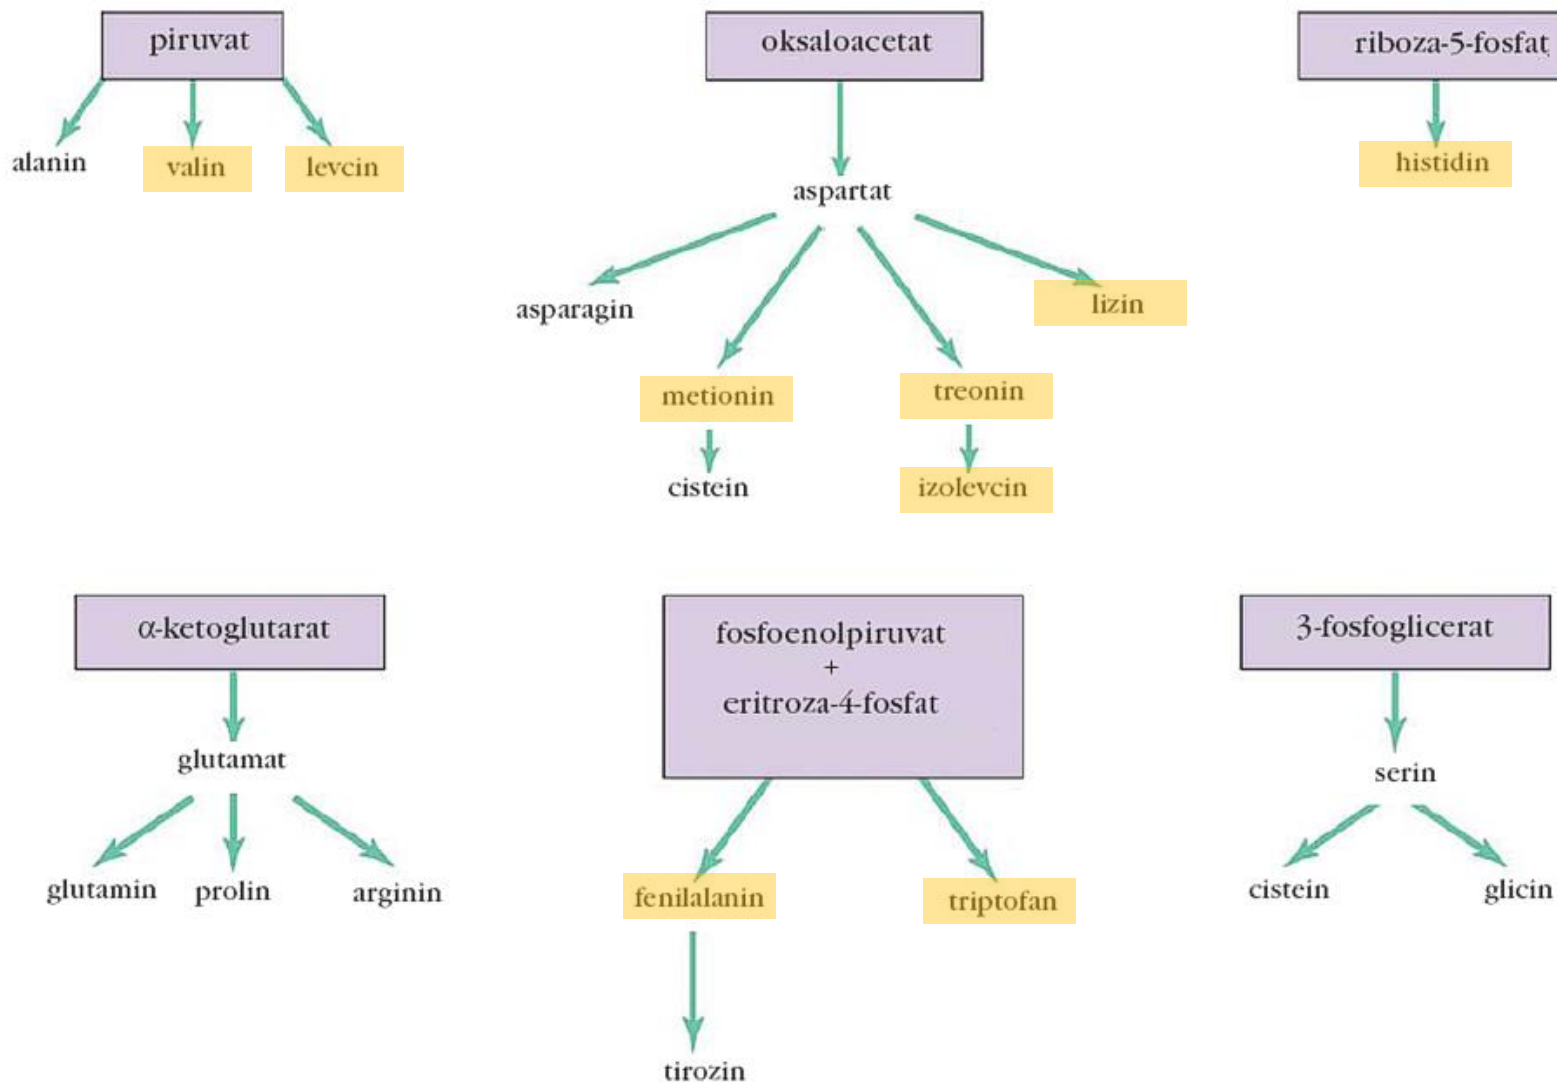 piruvat
alanin
valin
levcin
oksaloacetat
aspartat
asparagin
lizin
metionin
treonin
cistein
izolevcin
riboza-5-fosfat
histidin
α-ketoglutarat
glutamat
glutamin
prolin
arginin
fosfoenolpiruvat
+
eritroza-4-fosfat
fenilalanin
triptofan
tirozin
3-fosfoglicerat
serin
cistein
glicin